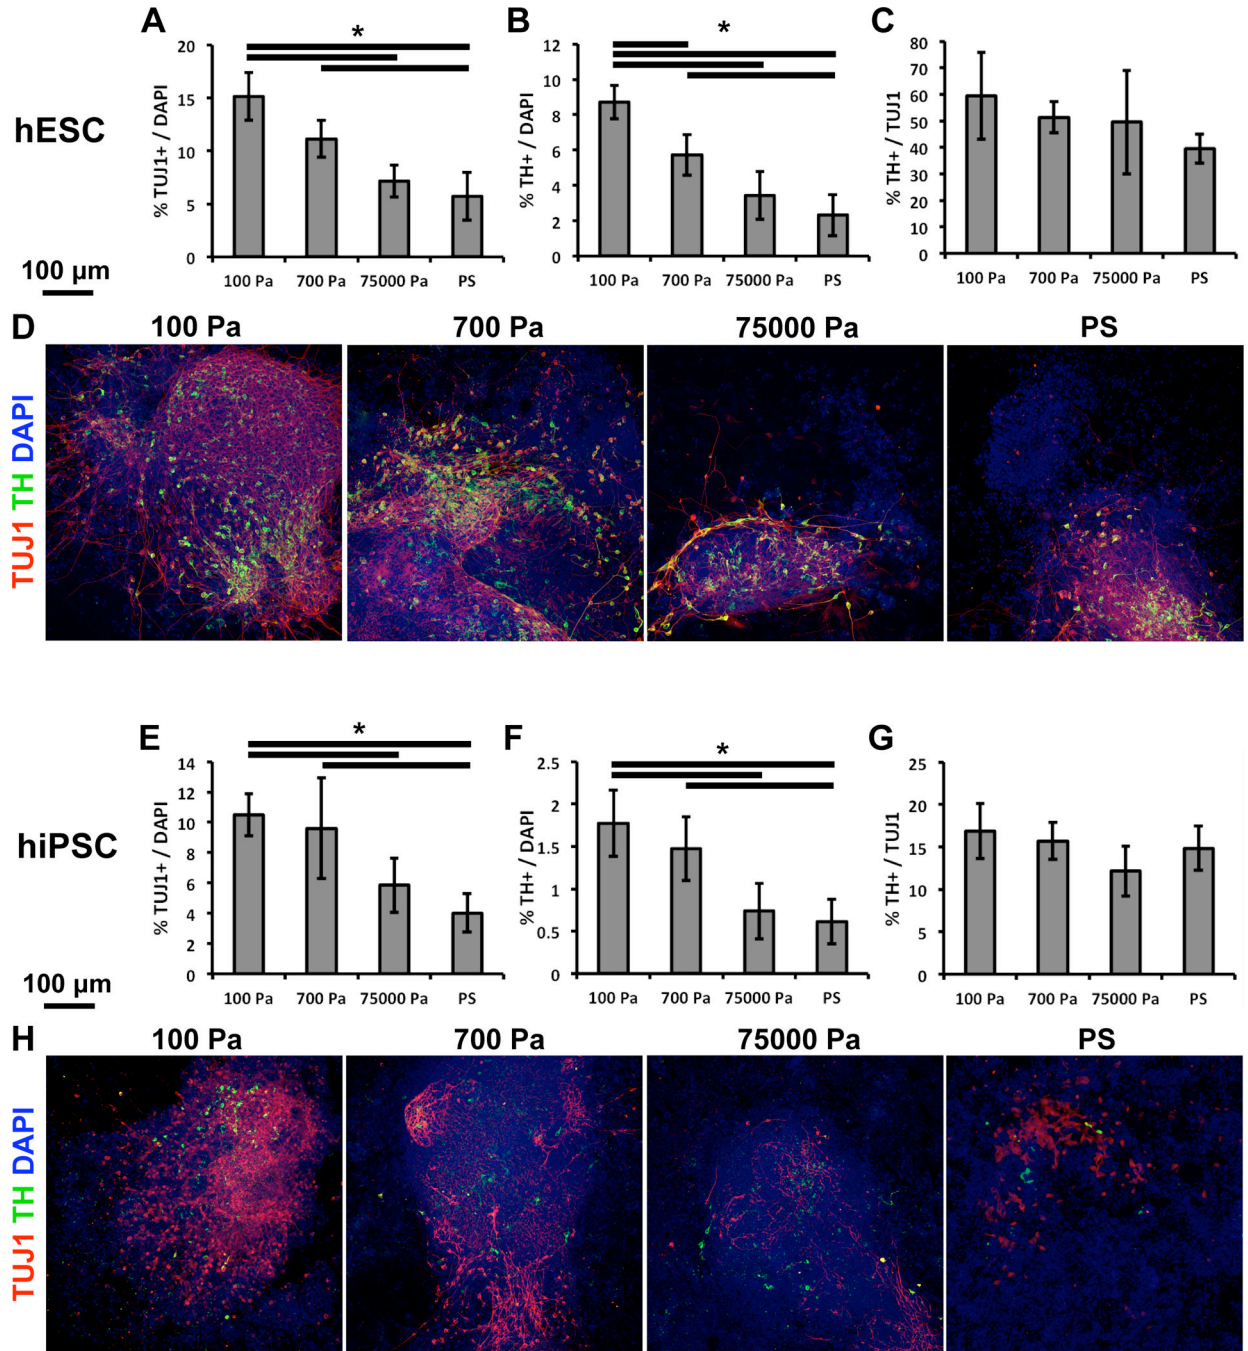 A
B
C
hESC
100 µm
*
% TUJ1+ / DAPI
20
15
10
5
0
100 Pa 700 Pa 75000 Pa PS
*
% TH+ / DAPI
12
10
8
6
4
2
0
100 Pa 700 Pa 75000 Pa PS
% TH+ / TUJ1
80
70
60
50
40
30
20
10
0
100 Pa 700 Pa 75000 Pa PS
D
100 Pa 700 Pa 75000 Pa PS
TUJ1 TH DAPI
E
F
G
hiPSC
100 µm
*
% TUJ1+ / DAPI
14
12
10
8
6
4
2
0
100 Pa 700 Pa 75000 Pa PS
*
% TH+ / DAPI
2.5
2
1.5
1
0.5
0
100 Pa 700 Pa 75000 Pa PS
% TH+ / TUJ1
25
20
15
10
5
0
100 Pa 700 Pa 75000 Pa PS
H
100 Pa 700 Pa 75000 Pa PS
TUJ1 TH DAPI